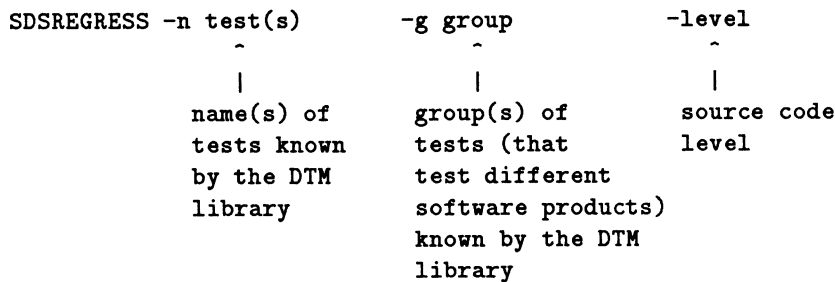 SDSREGRESS -n test(s) -g group -level
^ ^ ^
| | |
name(s) of group(s) of source code
tests known tests (that level
by the DTM test different
library software products)
known by the DTM
library